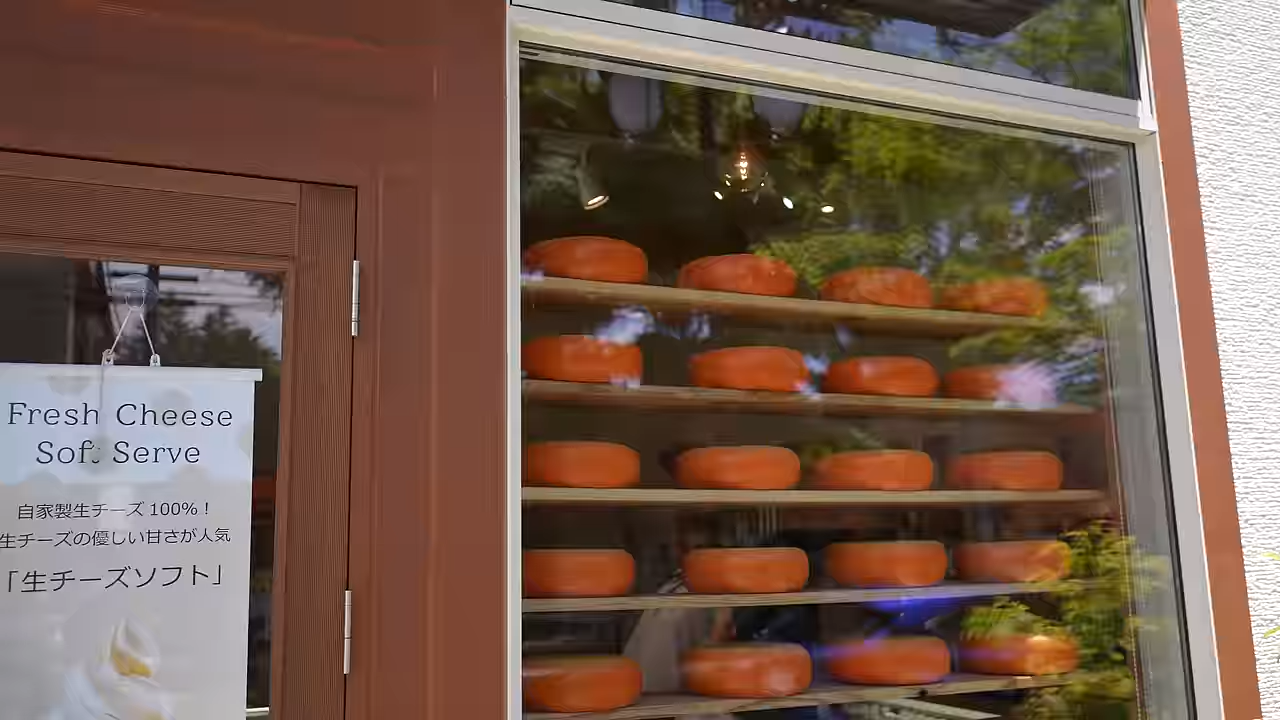 Fresh Cheese
Soft Serve
自家製生チーズ100%!
生チーズの優しい甘さが人気
「生チーズソフト」